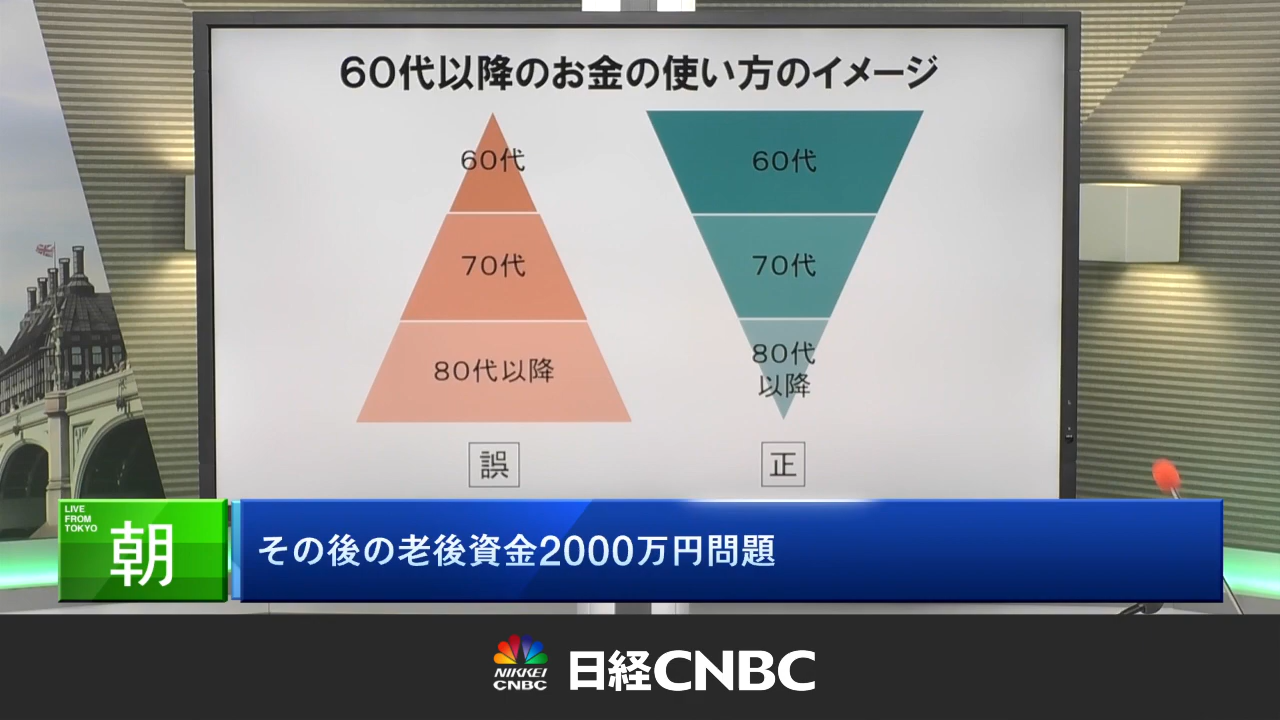 60代以降のお金の使い方のイメージ
60代
70代
80代以降
誤
60代
70代
80代
以降
正
LIVE
FROM
TOKYO
朝
その後の老後資金2000万円問題
NIKKEI
CNBC
日経CNBC